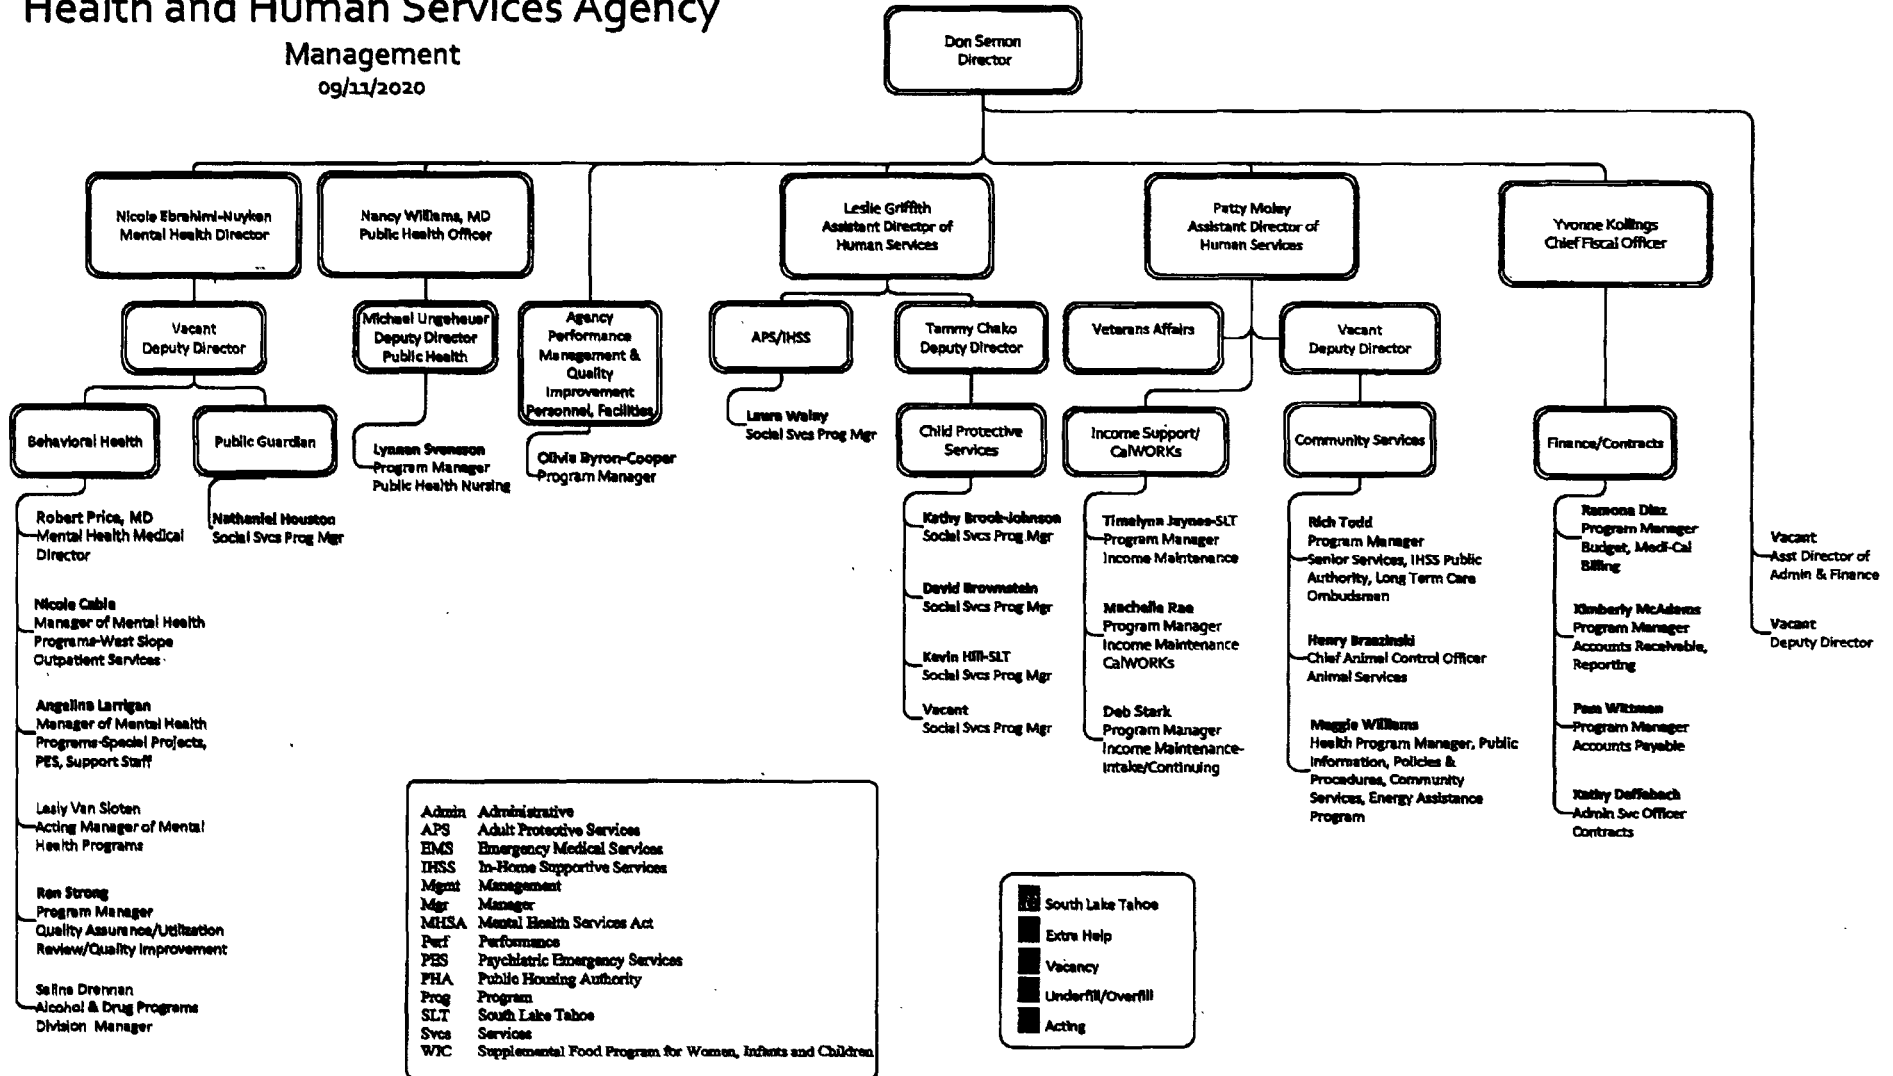 Health and Human Services Agency
Management
09/11/2020
Don Semon
Director
Nicole Ebrahimi-Nuyken
Mental Health Director
Nancy Williams, MD
Public Health Officer
Leslie Griffith
Assistant Director of
Human Services
Patty Moley
Assistant Director of
Human Services
Yvonne Kollings
Chief Fiscal Officer
Vacant
Deputy Director
Michael Ungeheuer
Deputy Director
Public Health
Agency
Performance
Management &
Quality
Improvement
Personnel, Facilities
APS/IHSS
Tammy Chako
Deputy Director
Veterans Affairs
Vacant
Deputy Director
Behavioral Health
Public Guardian
Lynnan Svensson
Program Manager
Public Health Nursing
Olivia Byron-Cooper
Program Manager
Laura Walny
Social Svcs Prog Mgr
Child Protective
Services
Income Support/
CalWORKs
Community Services
Finance/Contracts
Robert Price, MD
Mental Health Medical
Director
Nicole Cable
Manager of Mental Health
Programs-West Slope
Outpatient Services
Angelina Larrigan
Manager of Mental Health
Programs-Special Projects,
PES, Support Staff
Lesly Van Sloten
Acting Manager of Mental
Health Programs
Ren Strong
Program Manager
Quality Assurance/Utilization
Review/Quality Improvement
Salina Drennan
Alcohol & Drug Programs
Division Manager
Nathaniel Houston
Social Svcs Prog Mgr
Kathy Brook-Johnson
Social Svcs Prog Mgr
David Brownstein
Social Svcs Prog Mgr
Kevin Hill-SLT
Social Svcs Prog Mgr
Vacant
Social Svcs Prog Mgr
Timalynn Jaynes-SLT
Program Manager
Income Maintenance
Machelle Rae
Program Manager
Income Maintenance
CalWORKs
Deb Stark
Program Manager
Income Maintenance-
Intake/Continuing
Rich Todd
Program Manager
Senior Services, IHSS Public
Authority, Long Term Care
Ombudsman
Henry Brzezinski
Chief Animal Control Officer
Animal Services
Maggie Williams
Health Program Manager, Public
Information, Policies &
Procedures, Community
Services, Energy Assistance
Program
Ramona Diaz
Program Manager
Budget, Medi-Cal
Billing
Kimberly McAdams
Program Manager
Accounts Receivable,
Reporting
Pam Wittman
Program Manager
Accounts Payable
Kathy Deffebach
Admin Svc Officer
Contracts
Vacant
Asst Director of
Admin & Finance
Vacant
Deputy Director
Admin Administrative
APS Adult Protective Services
EMS Emergency Medical Services
IHSS In-Home Supportive Services
Mgmt Management
Mgr Manager
MHSA Mental Health Services Act
Perf Performance
PES Psychiatric Emergency Services
PHA Public Housing Authority
Prog Program
SLT South Lake Tahoe
Svcs Services
WIC Supplemental Food Program for Women, Infants and Children
South Lake Tahoe
Extra Help
Vacancy
Underfill/Overfill
Acting